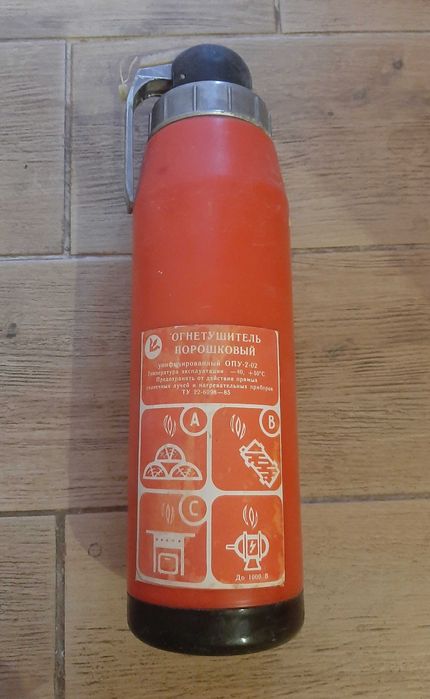 ОГНЕТУШИТЕЛЬ
ПОРОШКОВЫЙ
унифицированный ОПУ-2-02
Температура эксплуатации —40, +50°С
Предохранять от действия прямых
солнечных лучей и нагревательных приборов
ТУ 22-6098—85
А В
С
До 1000 В